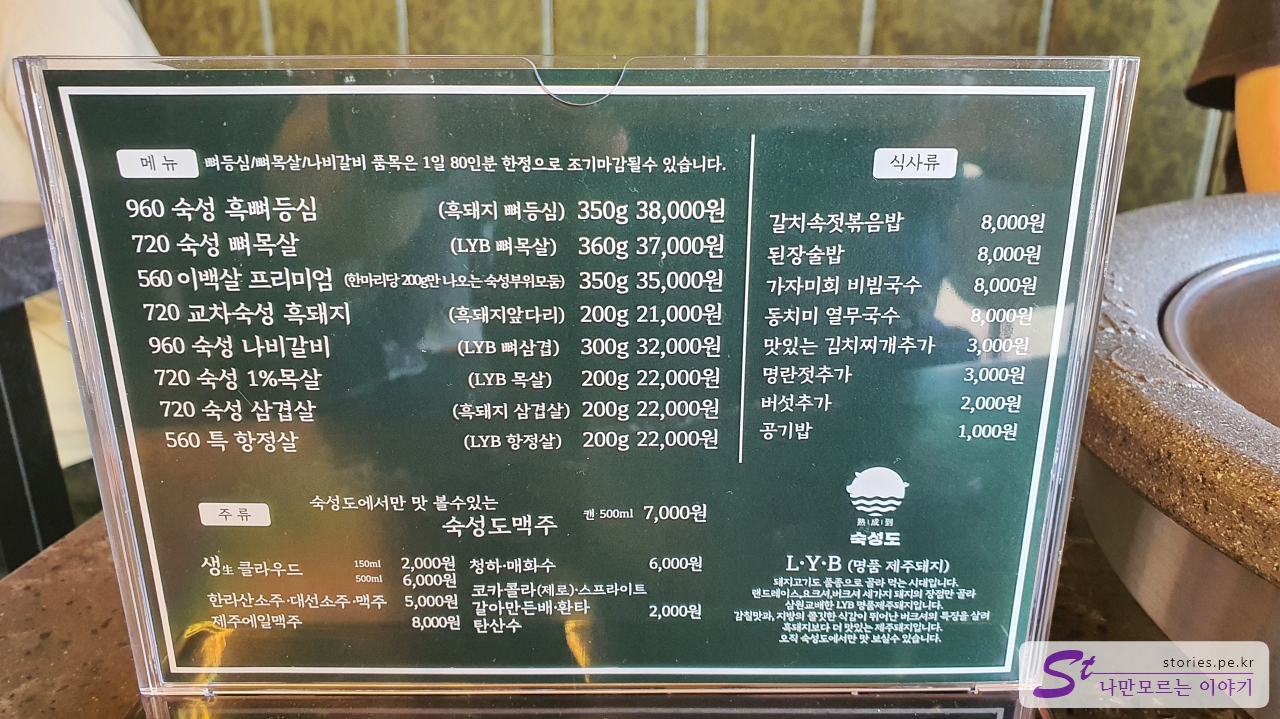 메 뉴 뼈등심/뼈목살/나비갈비 품목은 1일 80인분 한정으로 조기마감될수 있습니다.
960 숙성 흑뼈등심 (흑돼지 뼈등심) 350g 38,000원
720 숙성 뼈목살 (LYB 뼈목살) 360g 37,000원
560 이백살 프리미엄 (한마리당 200g만 나오는 숙성부위모둠) 350g 35,000원
720 교차숙성 흑돼지 (흑돼지앞다리) 200g 21,000원
960 숙성 나비갈비 (LYB 뼈삼겹) 300g 32,000원
720 숙성 1%목살 (LYB 목살) 200g 22,000원
720 숙성 삼겹살 (흑돼지 삼겹살) 200g 22,000원
560 특 항정살 (LYB 항정살) 200g 22,000원
식사류
갈치속젓볶음밥 8,000원
된장술밥 8,000원
가자미회 비빔국수 8,000원
동치미 열무국수 8,000원
맛있는 김치찌개추가 3,000원
명란젓추가 3,000원
버섯추가 2,000원
공기밥 1,000원
주 류
숙성도에서만 맛 볼수있는
숙성도맥주 캔 500ml 7,000원
생生 클라우드 150ml 2,000원
500ml 6,000원
한라산소주·대선소주·맥주 5,000원
제주에일맥주 8,000원
청하·매화수 6,000원
코카콜라(제로)·스프라이트
갈아만든배·환타 2,000원
탄산수
熟成到
숙성도
L·Y·B (명품 제주돼지)
돼지고기도 품종으로 골라 먹는 시대입니다.
랜드레이스,요크셔,버크셔 세가지 돼지의 장점만 골라
삼원교배한 LYB 명품제주돼지입니다.
감칠맛과, 지방의 쫄깃한 식감이 뛰어난 버크셔의 특징을 살려
흑돼지보다 더 맛있는 제주돼지입니다.
오직 숙성도에서만 맛 보실수 있습니다.
St stories.pe.kr
나만모르는 이야기